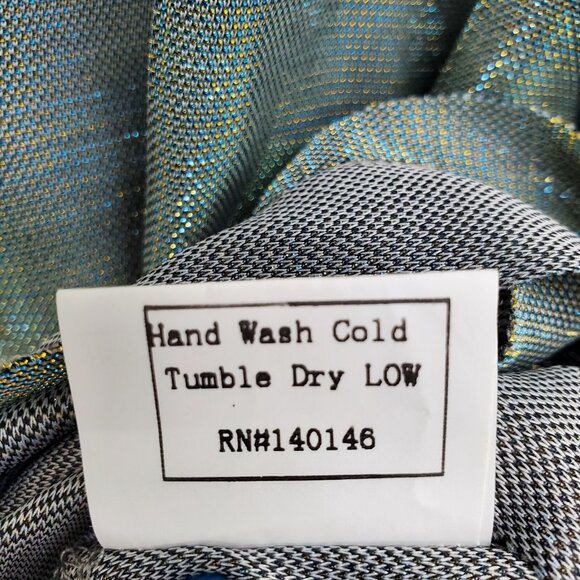 Hand Wash Cold
Tumble Dry LOW
RN#140146